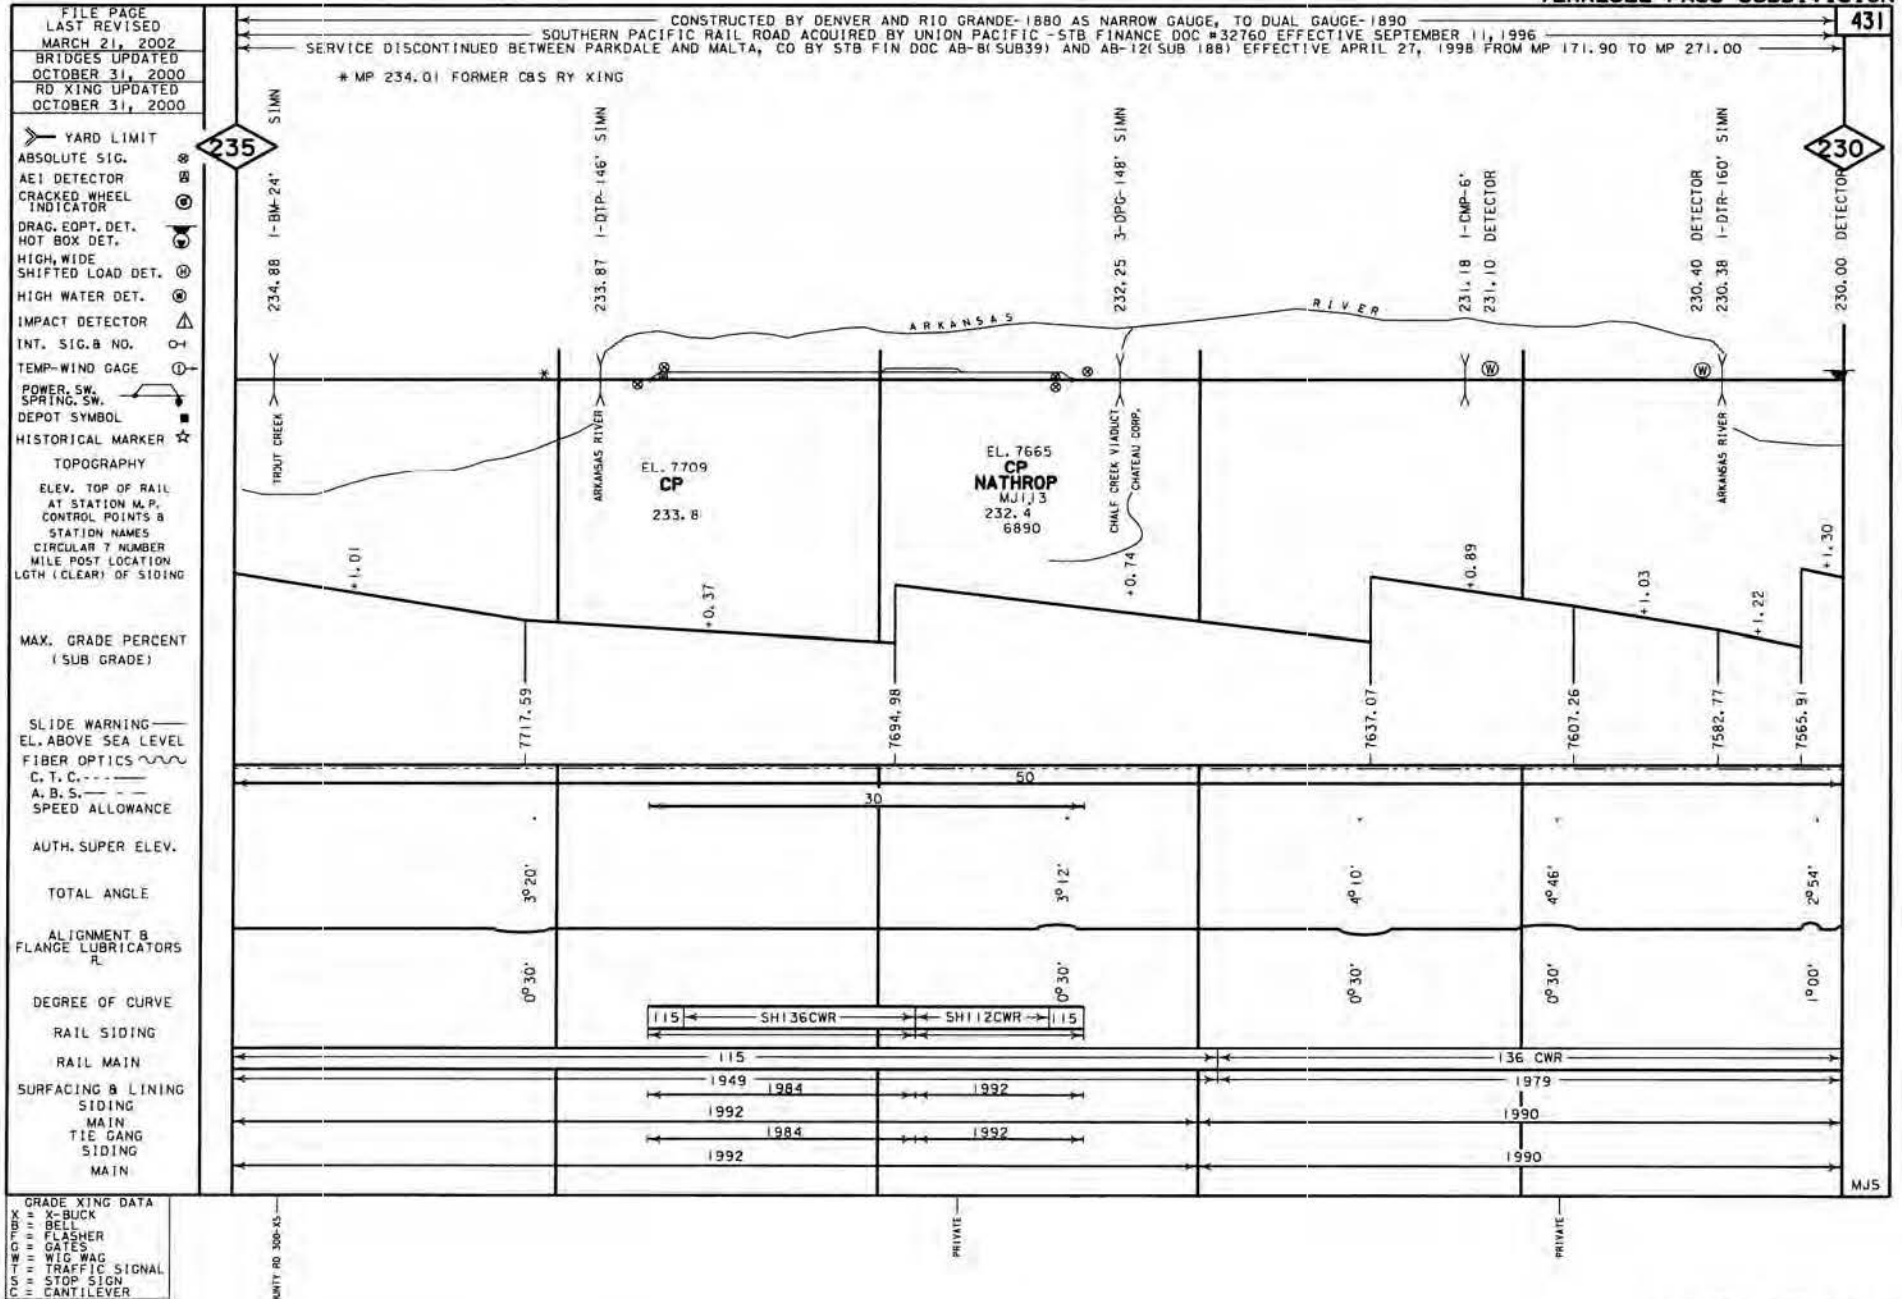 431
FILE PAGE
LAST REVISED
MARCH 21, 2002
BRIDGES UPDATED
OCTOBER 31, 2000
RD XING UPDATED
OCTOBER 31, 2000
CONSTRUCTED BY DENVER AND RIO GRANDE-1880 AS NARROW GAUGE, TO DUAL GAUGE-1890
SOUTHERN PACIFIC RAIL ROAD ACQUIRED BY UNION PACIFIC -STB FINANCE DOC #32760 EFFECTIVE SEPTEMBER 11, 1996
SERVICE DISCONTINUED BETWEEN PARKDALE AND MALTA, CO BY STB FIN DOC AB-8(SUB39) AND AB-12(SUB 188) EFFECTIVE APRIL 27, 1998 FROM MP 171.90 TO MP 271.00
* MP 234.01 FORMER C&S RY XING
235
230
234.88 1-BM-24' SIMN
233.87 1-DTP-146' SIMN
232.25 3-DPG-148' SIMN
231.18 1-CMP-6'
231.10 DETECTOR
230.40 DETECTOR
230.38 1-DTR-160' SIMN
230.00 DETECTOR
YARD LIMIT
ABSOLUTE SIG.
AEI DETECTOR
CRACKED WHEEL
INDICATOR
DRAG. EQPT. DET.
HOT BOX DET.
HIGH, WIDE
SHIFTED LOAD DET.
HIGH WATER DET.
IMPACT DETECTOR
INT. SIG.& NO.
TEMP-WIND GAGE
POWER. SW.
SPRING. SW.
DEPOT SYMBOL
HISTORICAL MARKER
TOPOGRAPHY
ELEV. TOP OF RAIL
AT STATION M.P.
CONTROL POINTS &
STATION NAMES
CIRCULAR 7 NUMBER
MILE POST LOCATION
LGTH (CLEAR) OF SIDING
ARKANSAS RIVER
*
W
W
TROUT CREEK
ARKANSAS RIVER
CHALF CREEK VIADUCT
CHATEAU CORP.
ARKANSAS RIVER
EL. 7709
CP
233.8
EL. 7665
CP
NATHROP
MJ113
232.4
6890
MAX. GRADE PERCENT
(SUB GRADE)
+1.01
+0.37
+0.74
+0.89
+1.03
+1.22
+1.30
SLIDE WARNING
EL. ABOVE SEA LEVEL
7717.59
7694.98
7637.07
7607.26
7582.77
7565.91
FIBER OPTICS
C. T. C.
A. B. S.
SPEED ALLOWANCE
50
30
AUTH. SUPER ELEV.
TOTAL ANGLE
3°20'
3°12'
4°10'
4°46'
2°54'
ALIGNMENT &
FLANGE LUBRICATORS
DEGREE OF CURVE
0°30'
0°30'
0°30'
0°30'
1°00'
RAIL SIDING
115 SH136CWR SH112CWR 115
RAIL MAIN
115 136 CWR
1949 1979
SURFACING & LINING
SIDING
1984 1992
MAIN
1992 1990
TIE GANG
SIDING
1984 1992
MAIN
1992 1990
MJS
GRADE XING DATA
X = X-BUCK
B = BELL
F = FLASHER
G = GATES
W = WIG WAG
T = TRAFFIC SIGNAL
S = STOP SIGN
C = CANTILEVER
RD 300-XS
PRIVATE
PRIVATE